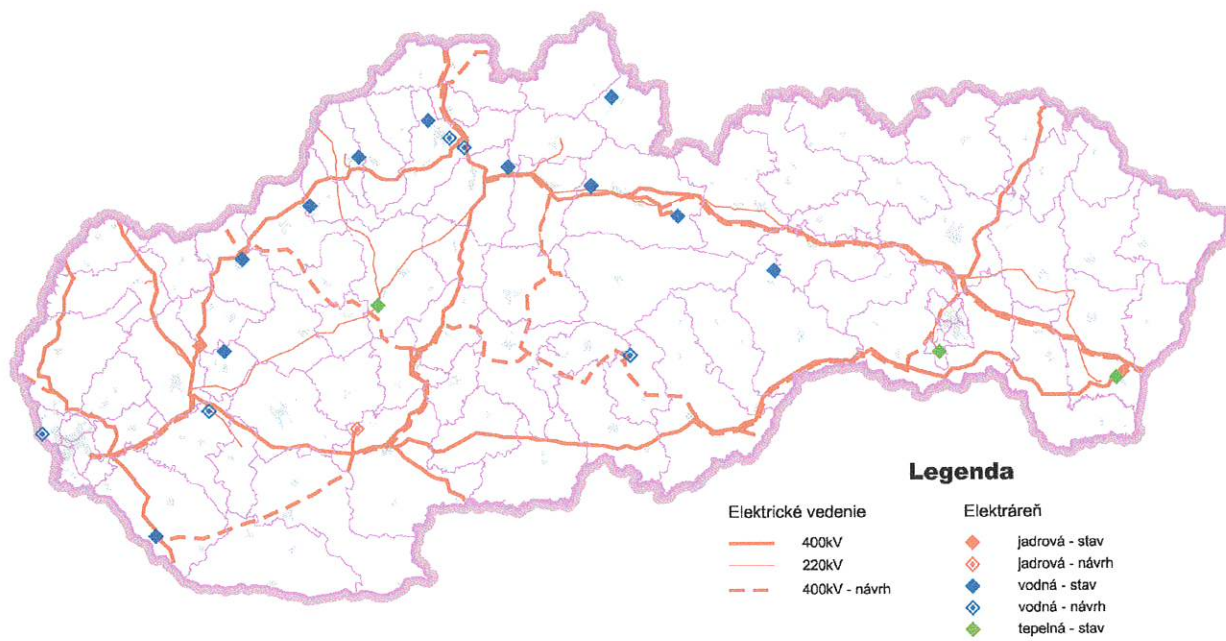 Legenda
Elektrické vedenie
400kV
220kV
400kV - návrh
Elektráreň
jadrová - stav
jadrová - návrh
vodná - stav
vodná - návrh
tepelná - stav